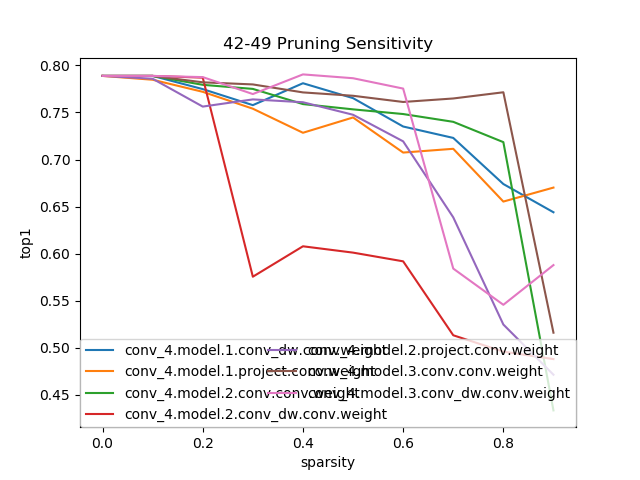 42-49 Pruning Sensitivity
0.80
0.75
0.70
0.65
0.60
0.55
0.50
0.45
top1
conv_4.model.1.conv_dw.conv.weight
conv_4.model.1.project.conv.weight
conv_4.model.2.conv.conv.weight
conv_4.model.2.conv_dw.conv.weight
conv_4.model.2.project.conv.weight
conv_4.model.3.conv.conv.weight
conv_4.model.3.conv_dw.conv.weight
0.0 0.2 0.4 0.6 0.8
sparsity